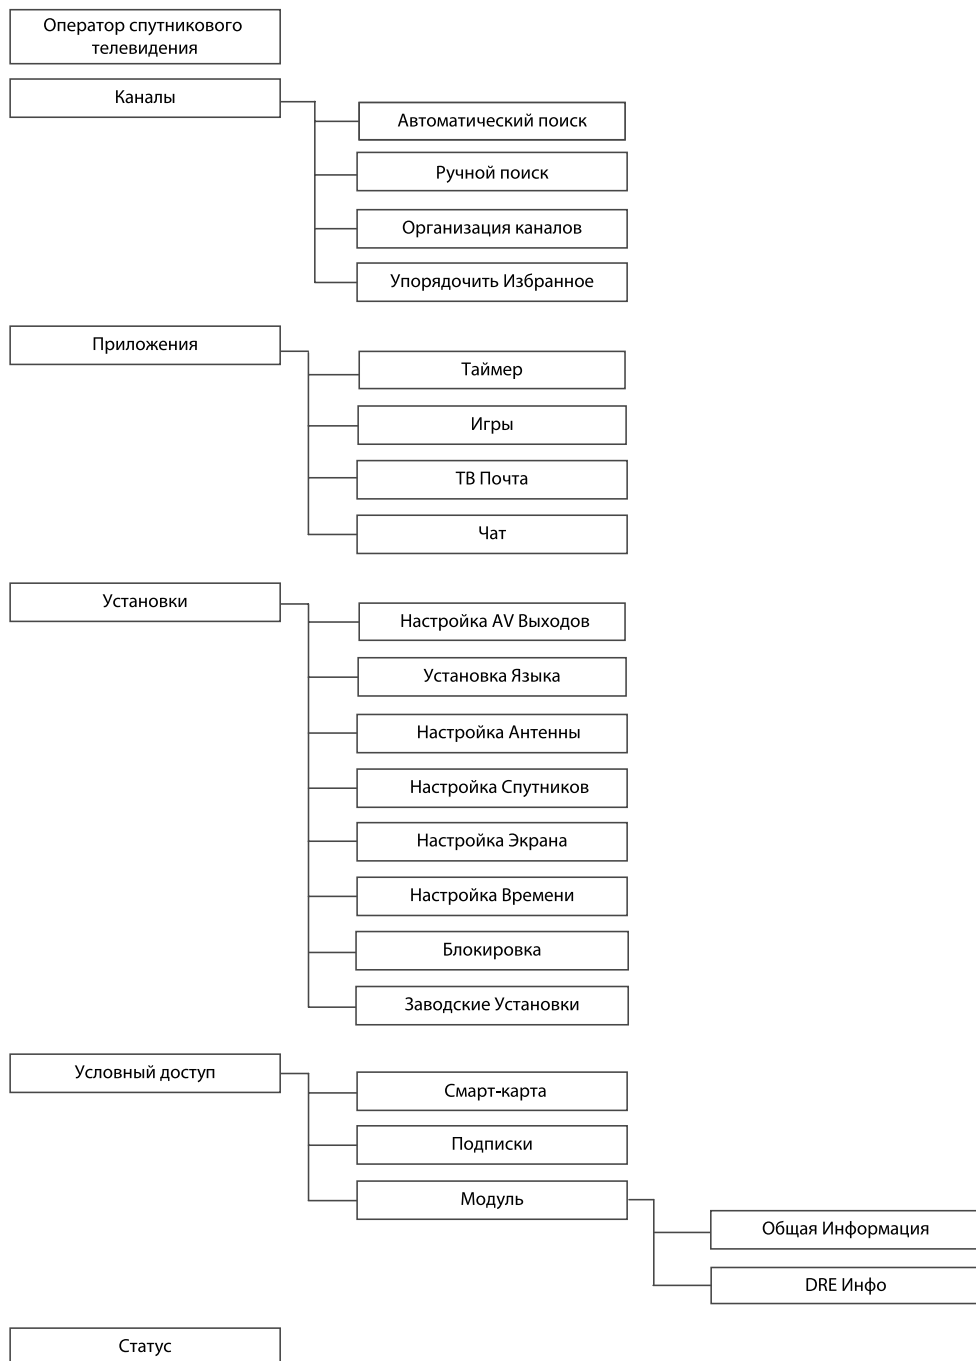 Оператор спутникового
телевидения
Каналы
Автоматический поиск
Ручной поиск
Организация каналов
Упорядочить Избранное
Приложения
Таймер
Игры
ТВ Почта
Чат
Установки
Настройка AV Выходов
Установка Языка
Настройка Антенны
Настройка Спутников
Настройка Экрана
Настройка Времени
Блокировка
Заводские Установки
Условный доступ
Смарт-карта
Подписки
Модуль
Общая Информация
DRE Инфо
Статус